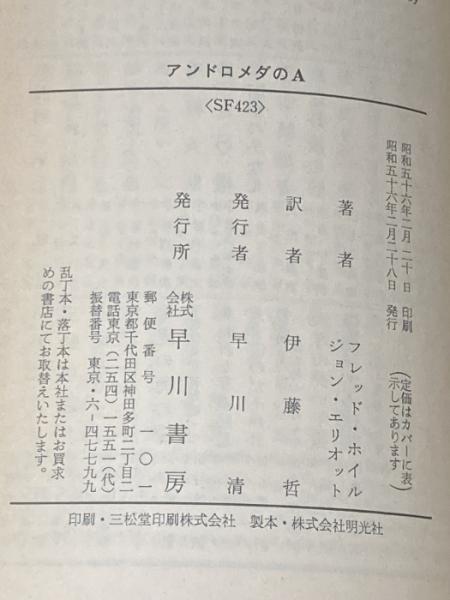 アンドロメダのA
〈SF423〉
昭和五十六年二月二十日　印刷
昭和五十六年二月二十八日　発行
（定価はカバーに表
示してあります）
著者　フレッド・ホイル
ジョン・エリオット
訳者　伊藤哲
発行者　早川清
発行所　株式会社　早川書房
郵便番号　一〇一
東京都千代田区神田多町二丁目二
電話東京（二五四）一五五一（代）
振替番号　東京・六－四七七九九
乱丁本・落丁本は本社またはお買求
めの書店にてお取替えいたします。
印刷・三松堂印刷株式会社　製本・株式会社明光社